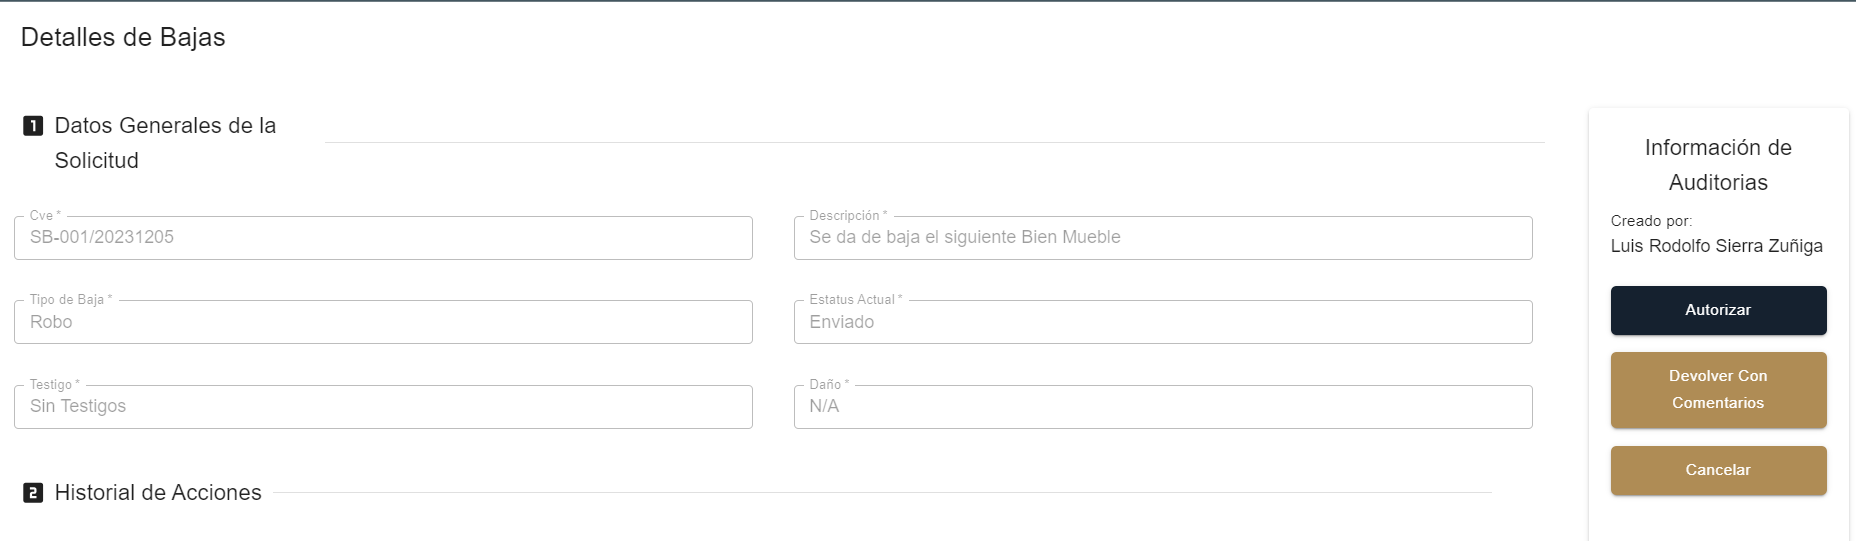 Detalles de Bajas
1 Datos Generales de la
Solicitud
Cve *
SB-001/20231205
Descripción *
Se da de baja el siguiente Bien Mueble
Tipo de Baja *
Robo
Estatus Actual *
Enviado
Testigo *
Sin Testigos
Daño *
N/A
2 Historial de Acciones
Información de
Auditorias
Creado por:
Luis Rodolfo Sierra Zuñiga
Autorizar
Devolver Con
Comentarios
Cancelar